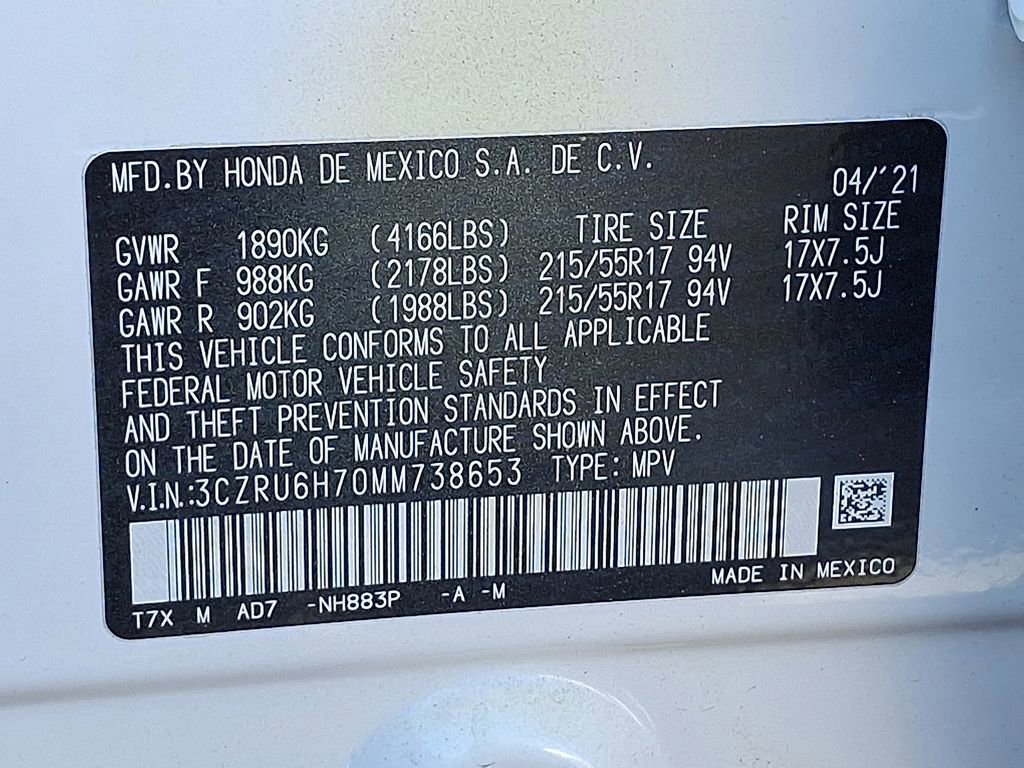 MFD.BY HONDA DE MEXICO S.A. DE C.V.
04/'21
GVWR 1890KG (4166LBS) TIRE SIZE RIM SIZE
GAWR F 988KG (2178LBS) 215/55R17 94V 17X7.5J
GAWR R 902KG (1988LBS) 215/55R17 94V 17X7.5J
THIS VEHICLE CONFORMS TO ALL APPLICABLE
FEDERAL MOTOR VEHICLE SAFETY
AND THEFT PREVENTION STANDARDS IN EFFECT
ON THE DATE OF MANUFACTURE SHOWN ABOVE.
V.I.N.:3CZRU6H70MM738653 TYPE: MPV
MADE IN MEXICO
T7X M AD7 -NH883P -A -M